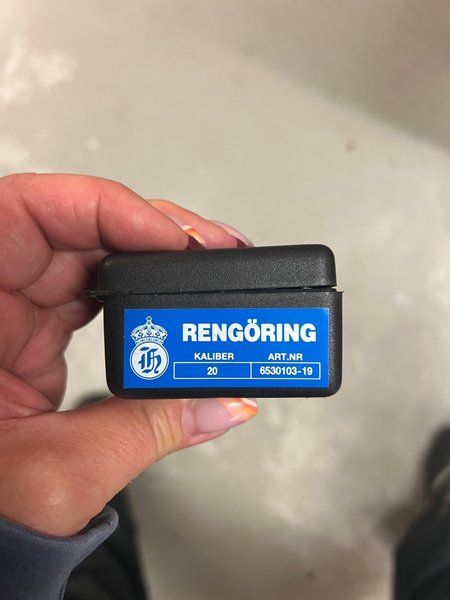 RENGÖRING
KALIBER ART.NR
20 6530103-19